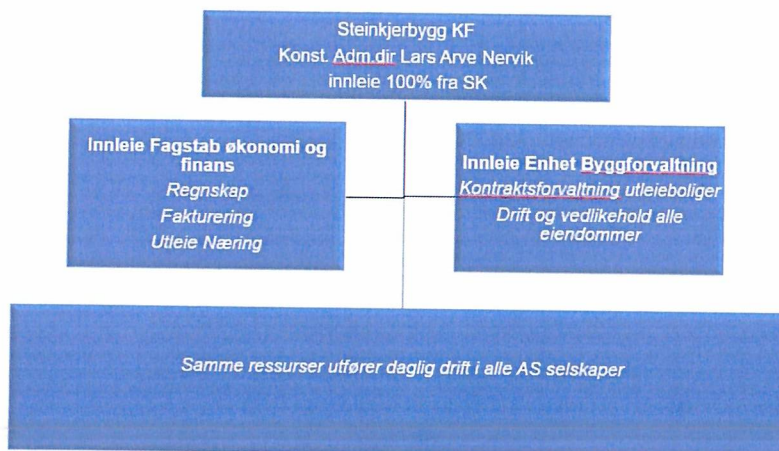 Steinkjerbygg KF
Konst. Adm.dir Lars Arve Nervik
innleie 100% fra SK
Innleie Fagstab økonomi og
finans
Regnskap
Fakturering
Utleie Næring
Innleie Enhet Byggforvaltning
Kontraktsforvaltning utleieboliger
Drift og vedlikehold alle
eiendommer
Samme ressurser utfører daglig drift i alle AS selskaper